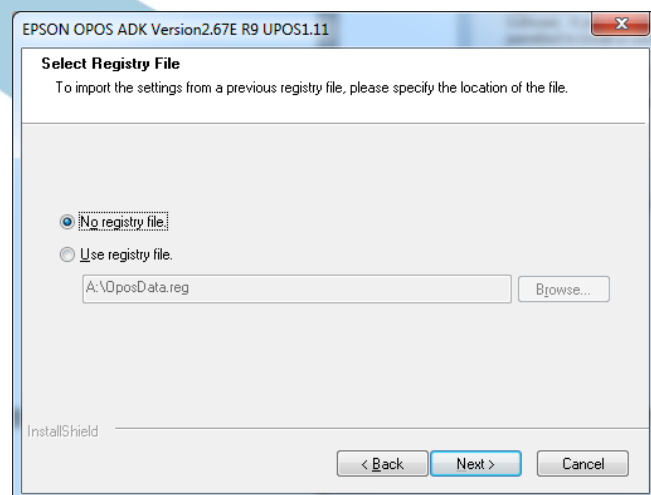 EPSON OPOS ADK Version2.67E R9 UPOS1.11
Select Registry File
To import the settings from a previous registry file, please specify the location of the file.
No registry file.
Use registry file.
A:\OposData.reg
Browse...
InstallShield
< Back
Next >
Cancel